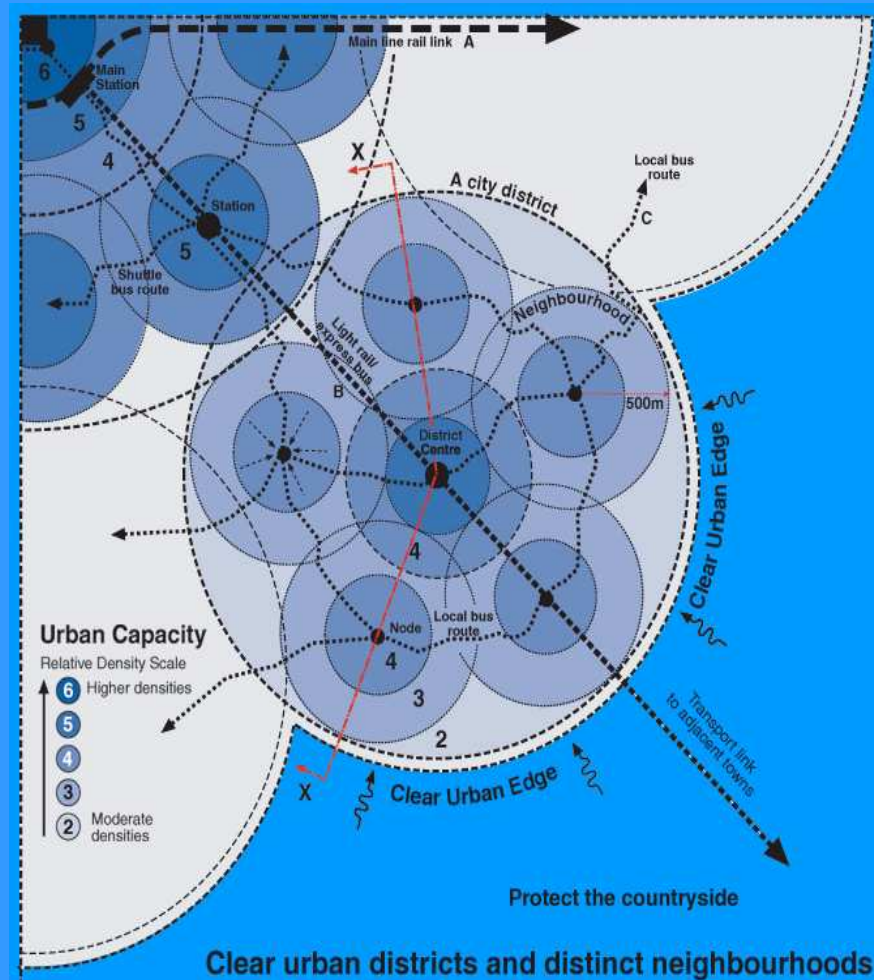 Main line rail link A
6
Main
Station
5
4
X
Local bus
route
A city district
C
Station
5
Shuttle
bus route
Neighbourhood
Light rail/
express bus
B
500m
District
Centre
Clear Urban Edge
4
Urban Capacity
Relative Density Scale
6 Higher densities
5
4
3
2 Moderate
densities
Node
4
Local bus
route
3
2
Transport link
to adjacent towns
X
Clear Urban Edge
Protect the countryside
Clear urban districts and distinct neighbourhoods